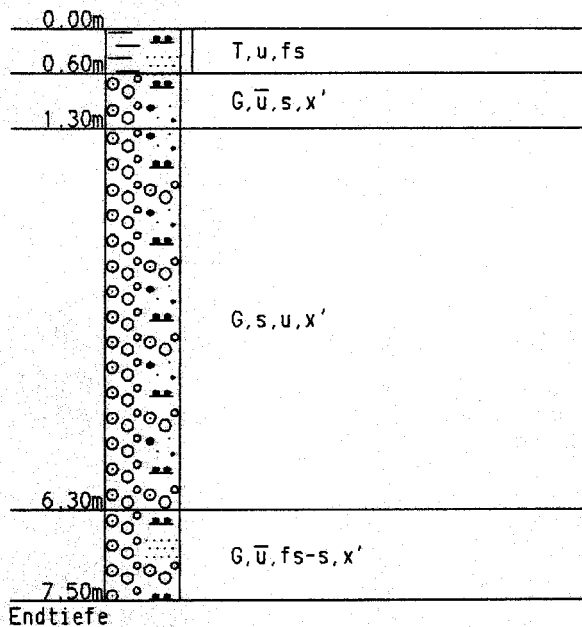 0.00m
T,u,fs
0.60m
G,u̅,s,x'
1.30m
G,s,u,x'
6.30m
G,u̅,fs-s,x'
7.50m
Endtiefe